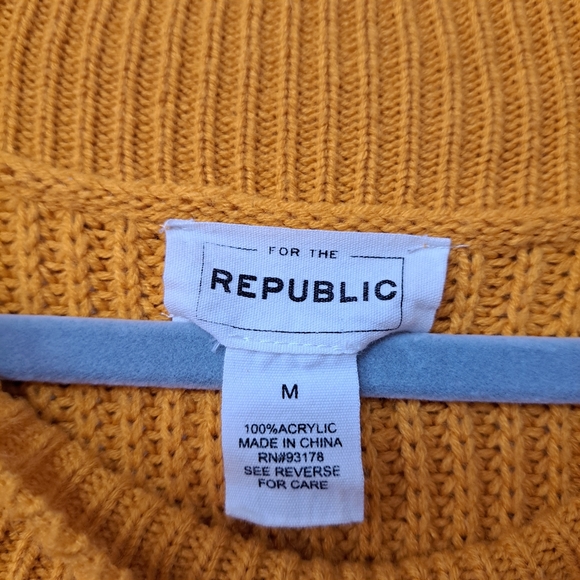 FOR THE
REPUBLIC
M
100%ACRYLIC
MADE IN CHINA
RN#93178
SEE REVERSE
FOR CARE